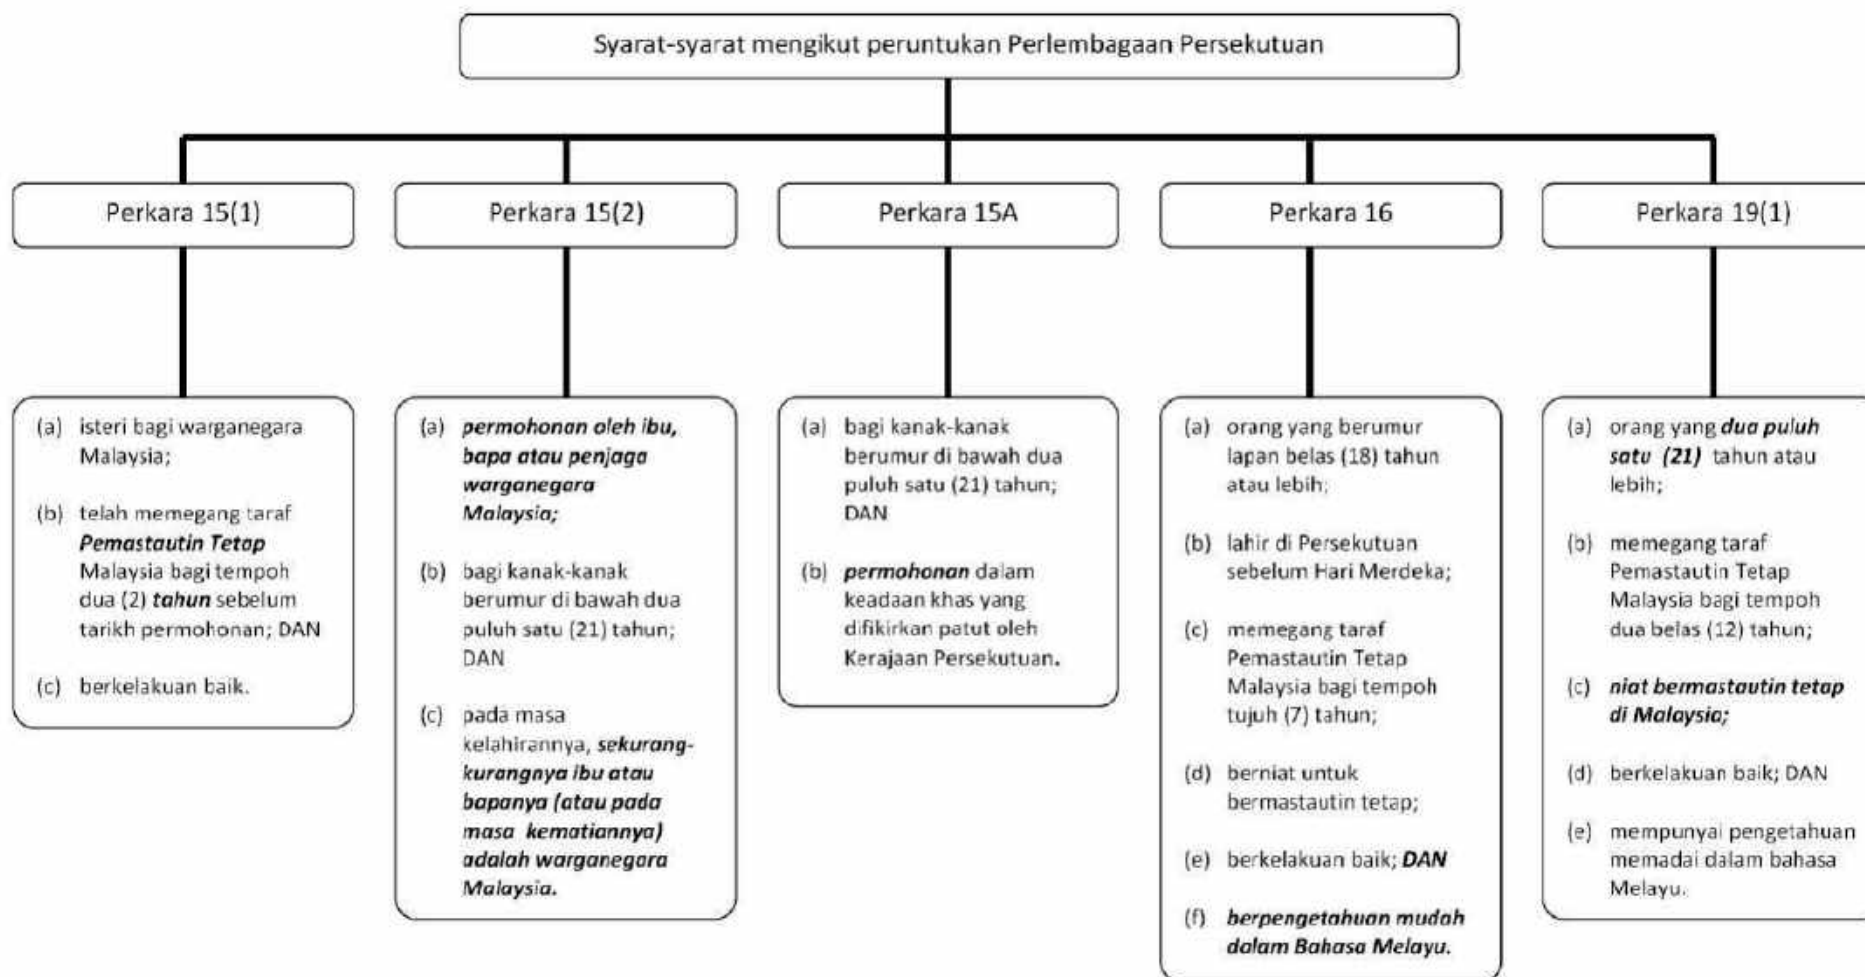 Syarat-syarat mengikut peruntukan Perlembagaan Persekutuan
Perkara 15(1)
Perkara 15(2)
Perkara 15A
Perkara 16
Perkara 19(1)
(a) isteri bagi warganegara
Malaysia;
(b) telah memegang taraf
Pemastautin Tetap
Malaysia bagi tempoh
dua (2) tahun sebelum
tarikh permohonan; DAN
(c) berkelakuan baik.
(a) permohonan oleh ibu,
bapa atau penjaga
warganegara
Malaysia;
(b) bagi kanak-kanak
berumur di bawah dua
puluh satu (21) tahun;
DAN
(c) pada masa
kelahirannya, sekurang-
kurangnya ibu atau
bapanya (atau pada
masa kematiannya)
adalah warganegara
Malaysia.
(a) bagi kanak-kanak
berumur di bawah dua
puluh satu (21) tahun;
DAN
(b) permohonan dalam
keadaan khas yang
difikirkan patut oleh
Kerajaan Persekutuan.
(a) orang yang berumur
lapan belas (18) tahun
atau lebih;
(b) lahir di Persekutuan
sebelum Hari Merdeka;
(c) memegang taraf
Pemastautin Tetap
Malaysia bagi tempoh
tujuh (7) tahun;
(d) berniat untuk
bermastautin tetap;
(e) berkelakuan baik; DAN
(f) berpengetahuan mudah
dalam Bahasa Melayu.
(a) orang yang dua puluh
satu (21) tahun atau
lebih;
(b) memegang taraf
Pemastautin Tetap
Malaysia bagi tempoh
dua belas (12) tahun;
(c) niat bermastautin tetap
di Malaysia;
(d) berkelakuan baik; DAN
(e) mempunyai pengetahuan
memadai dalam bahasa
Melayu.